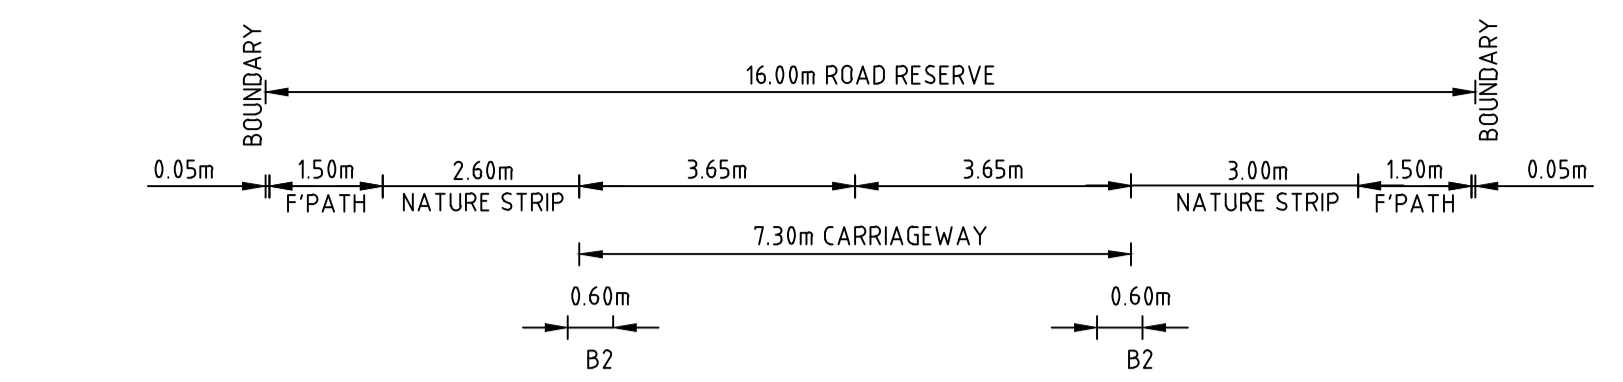 BOUNDARY
BOUNDARY
16.00m ROAD RESERVE
0.05m 1.50m 2.60m 3.65m 3.65m 3.00m 1.50m 0.05m
F'PATH NATURE STRIP NATURE STRIP F'PATH
7.30m CARRIAGEWAY
0.60m 0.60m
B2 B2